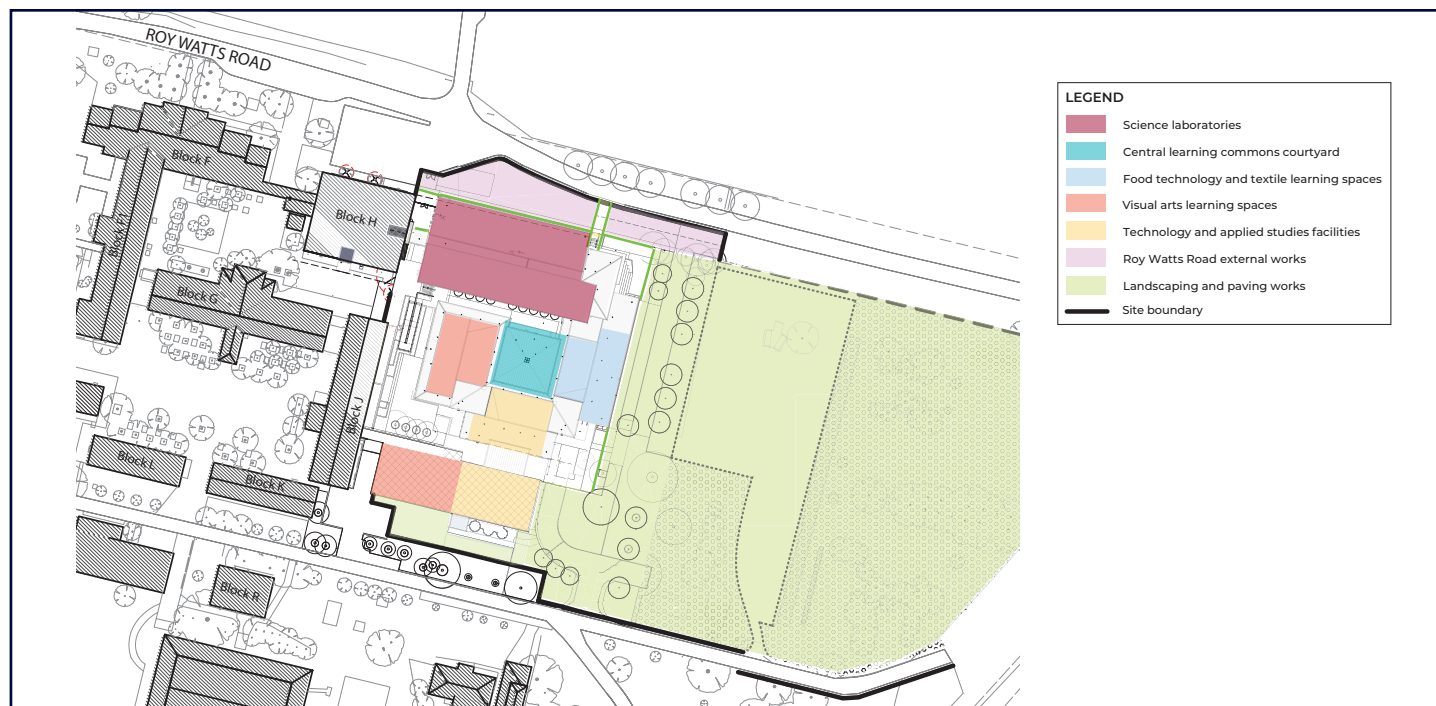 ROY WATTS ROAD
Block F
Block H
Block I
Block G
Block J
Block L
Block K
Block R
LEGEND
Science laboratories
Central learning commons courtyard
Food technology and textile learning spaces
Visual arts learning spaces
Technology and applied studies facilities
Roy Watts Road external works
Landscaping and paving works
Site boundary